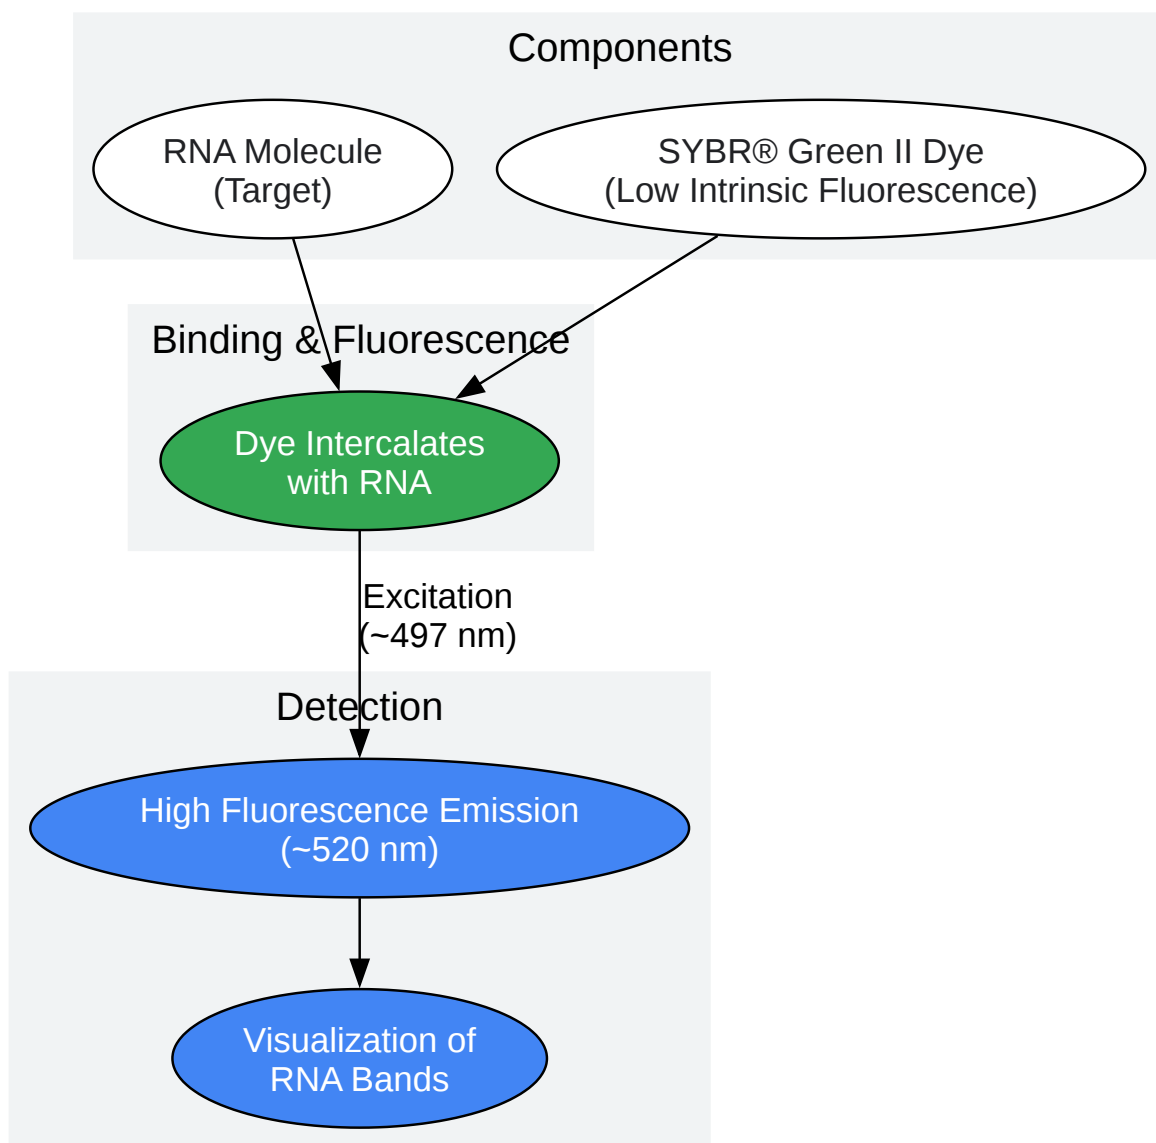 Components
RNA Molecule
(Target)
SYBR® Green II Dye
(Low Intrinsic Fluorescence)
Binding & Fluorescence
Dye Intercalates
with RNA
Excitation
(~497 nm)
Detection
High Fluorescence Emission
(~520 nm)
Visualization of
RNA Bands